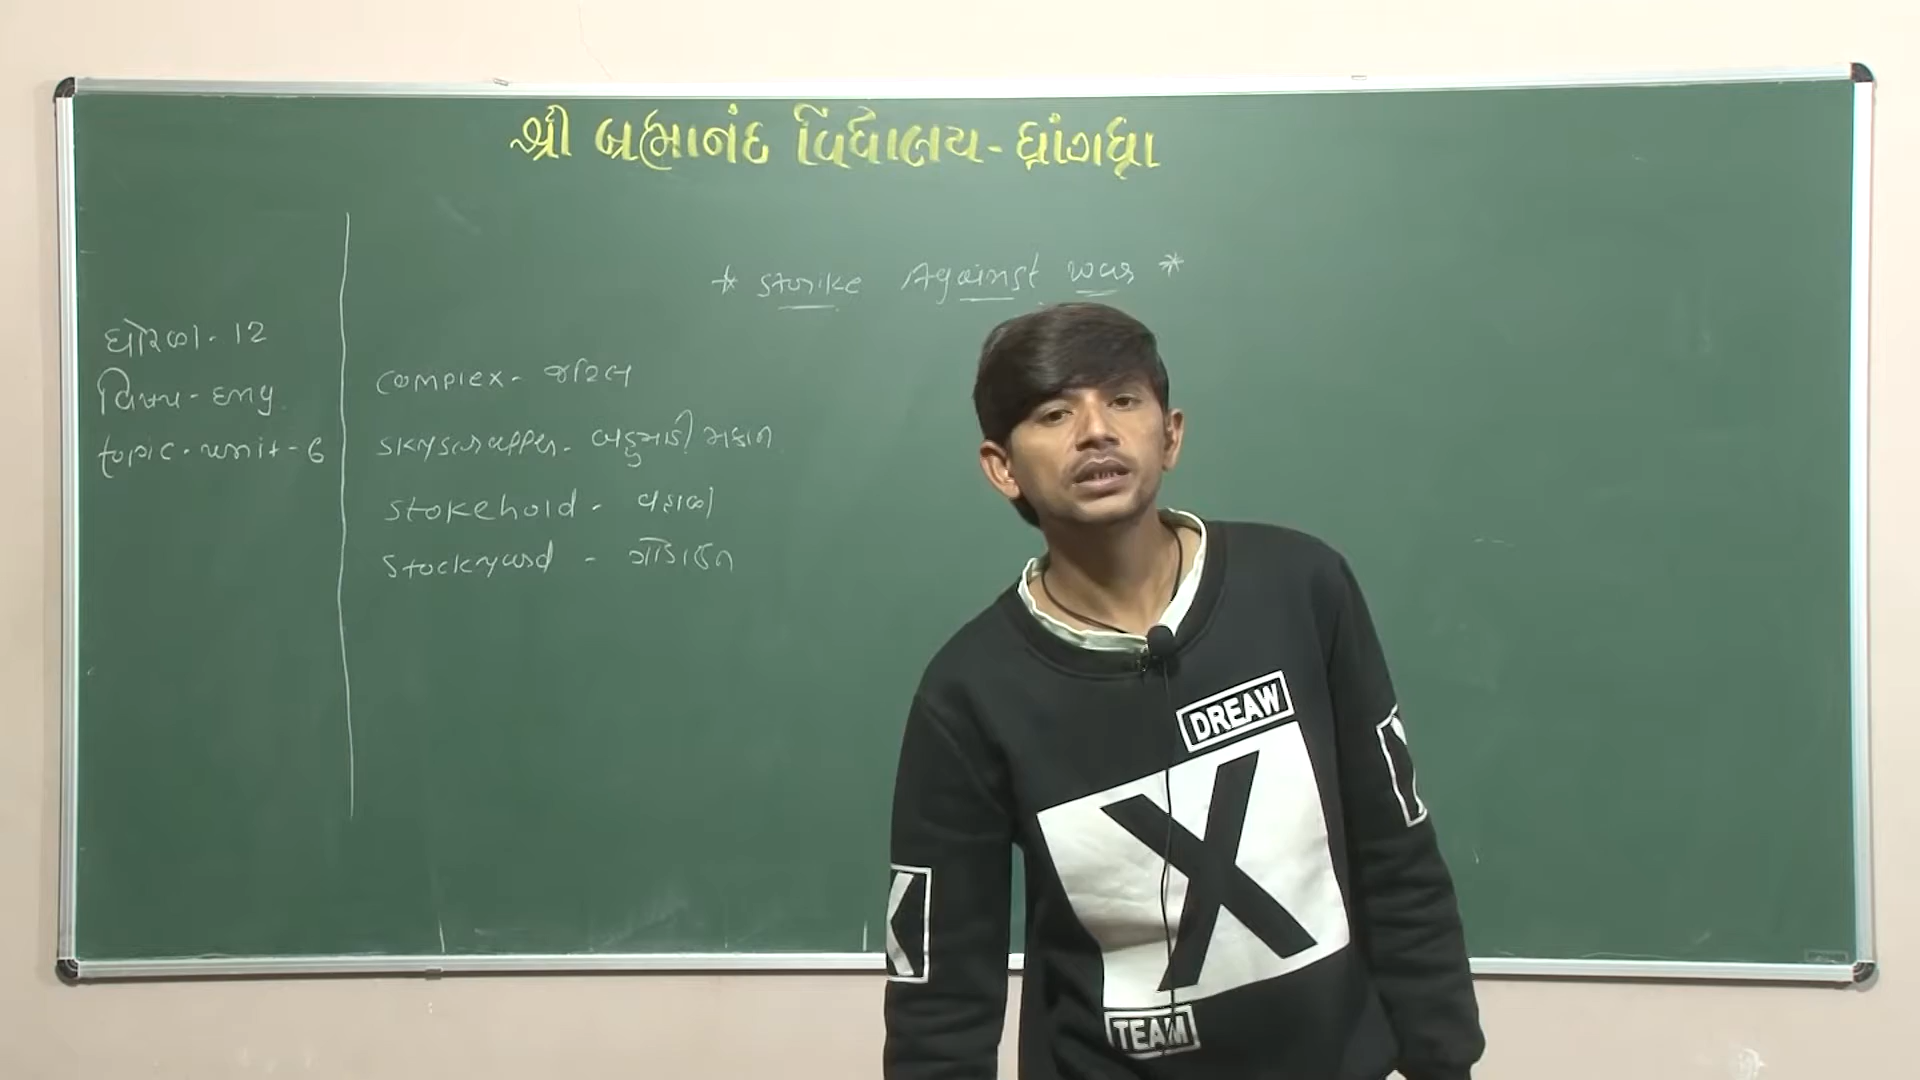 શ્રી બ્રહ્માનંદ વિદ્યાલય - ધ્રાંગધ્રા
* Strike Against war *
ધોરણ - 12
વિષય - Eng.
topic - unit - 6
complex - જટિલ
skyscrapper - બહુમાળી મકાન
stokehold - વહાણ
stockyard - ગોડાઉન
DREAW
X
TEAM